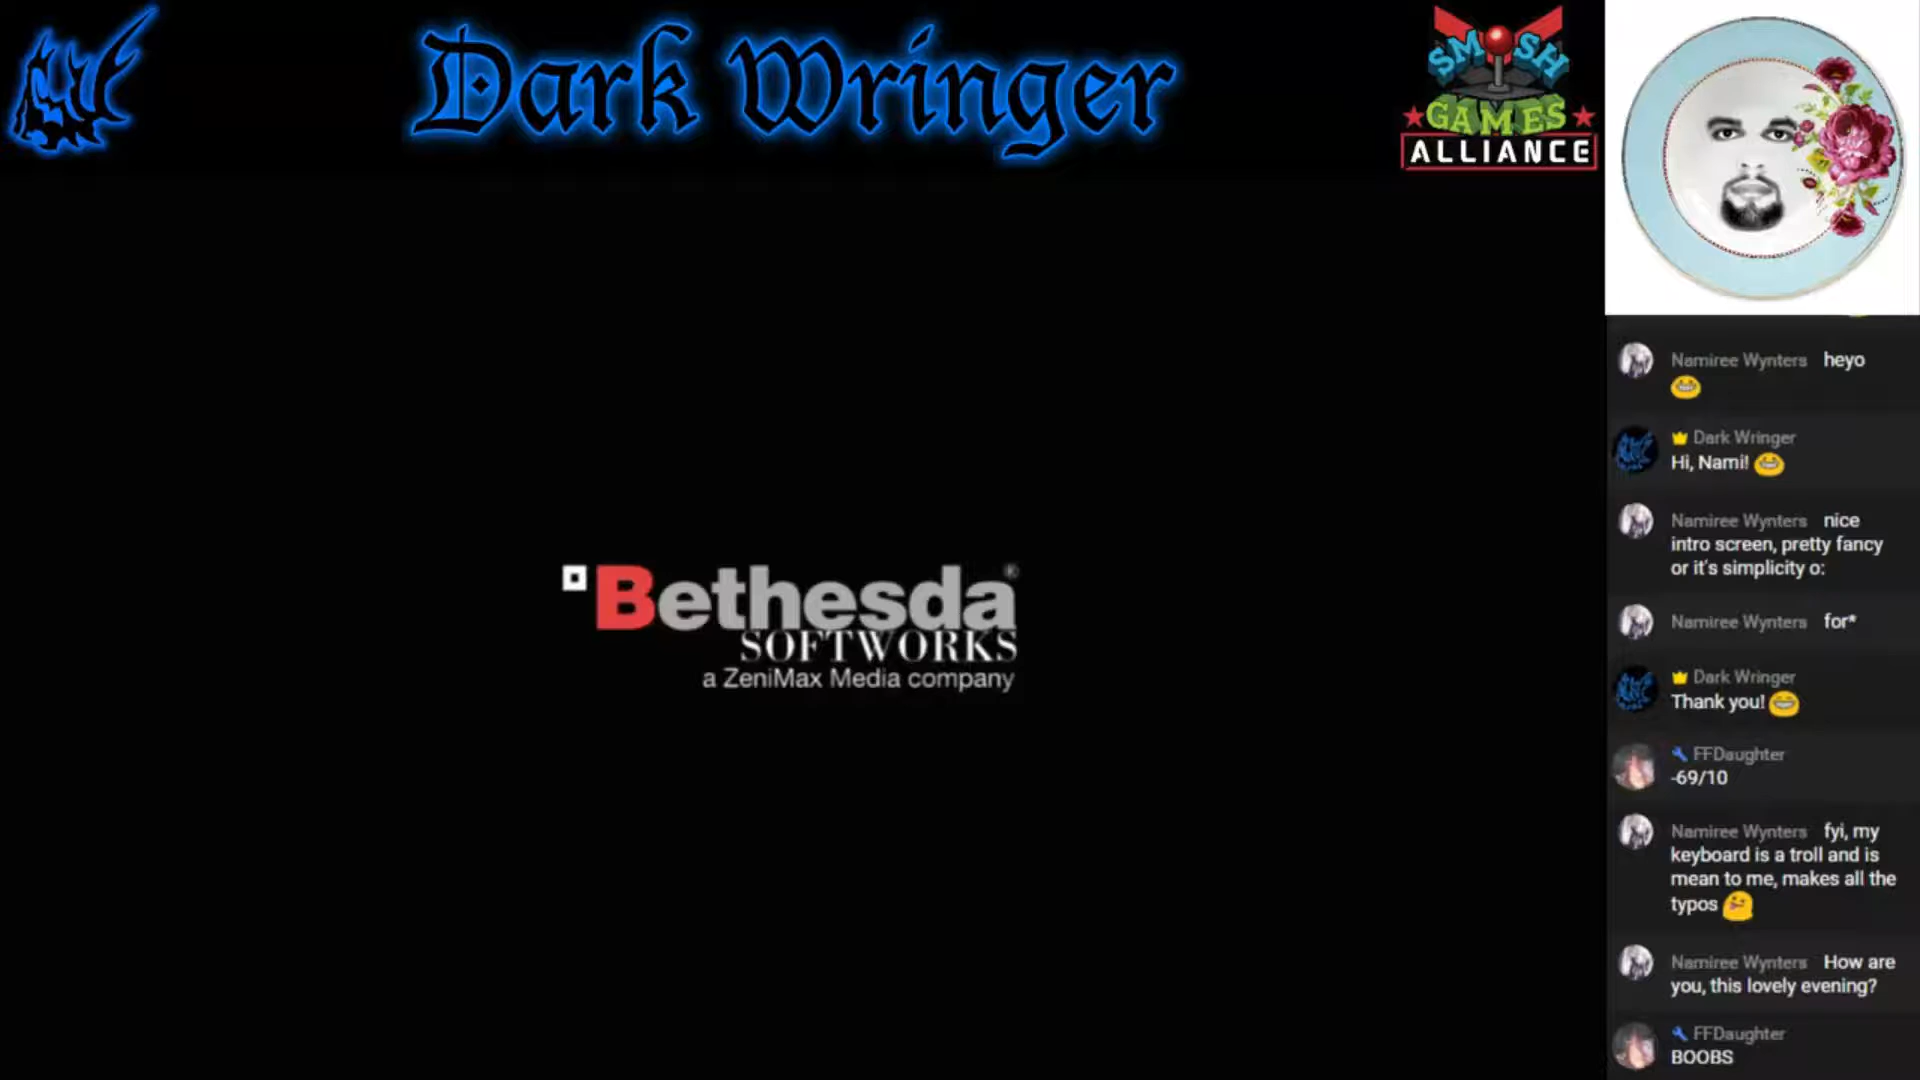 Dark Wringer
SMOSH
GAMES
ALLIANCE
Bethesda®
SOFTWORKS
a ZeniMax Media company
Namiree Wynters heyo
Dark Wringer
Hi, Nami!
Namiree Wynters nice
intro screen, pretty fancy
or it's simplicity o:
Namiree Wynters for*
Dark Wringer
Thank you!
FFDaughter
-69/10
Namiree Wynters fyi, my
keyboard is a troll and is
mean to me, makes all the
typos
Namiree Wynters How are
you, this lovely evening?
FFDaughter
BOOBS